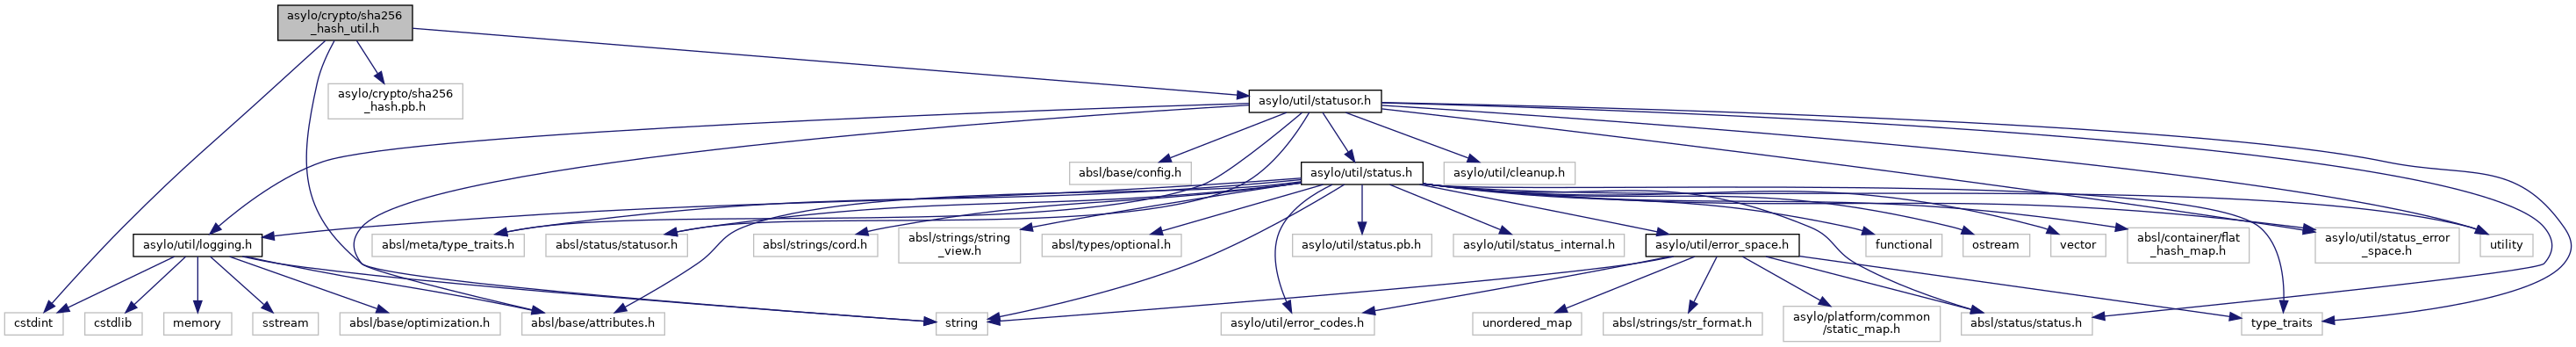 asylo/crypto/sha256
_hash_util.h
asylo/crypto/sha256
_hash.pb.h
asylo/util/statusor.h
absl/base/config.h
asylo/util/status.h
asylo/util/cleanup.h
asylo/util/logging.h
absl/meta/type_traits.h
absl/status/statusor.h
absl/strings/cord.h
absl/strings/string
_view.h
absl/types/optional.h
asylo/util/status.pb.h
asylo/util/status_internal.h
asylo/util/error_space.h
functional
ostream
vector
absl/container/flat
_hash_map.h
asylo/util/status_error
_space.h
utility
cstdint
cstdlib
memory
sstream
absl/base/optimization.h
absl/base/attributes.h
string
asylo/util/error_codes.h
unordered_map
absl/strings/str_format.h
asylo/platform/common
/static_map.h
absl/status/status.h
type_traits